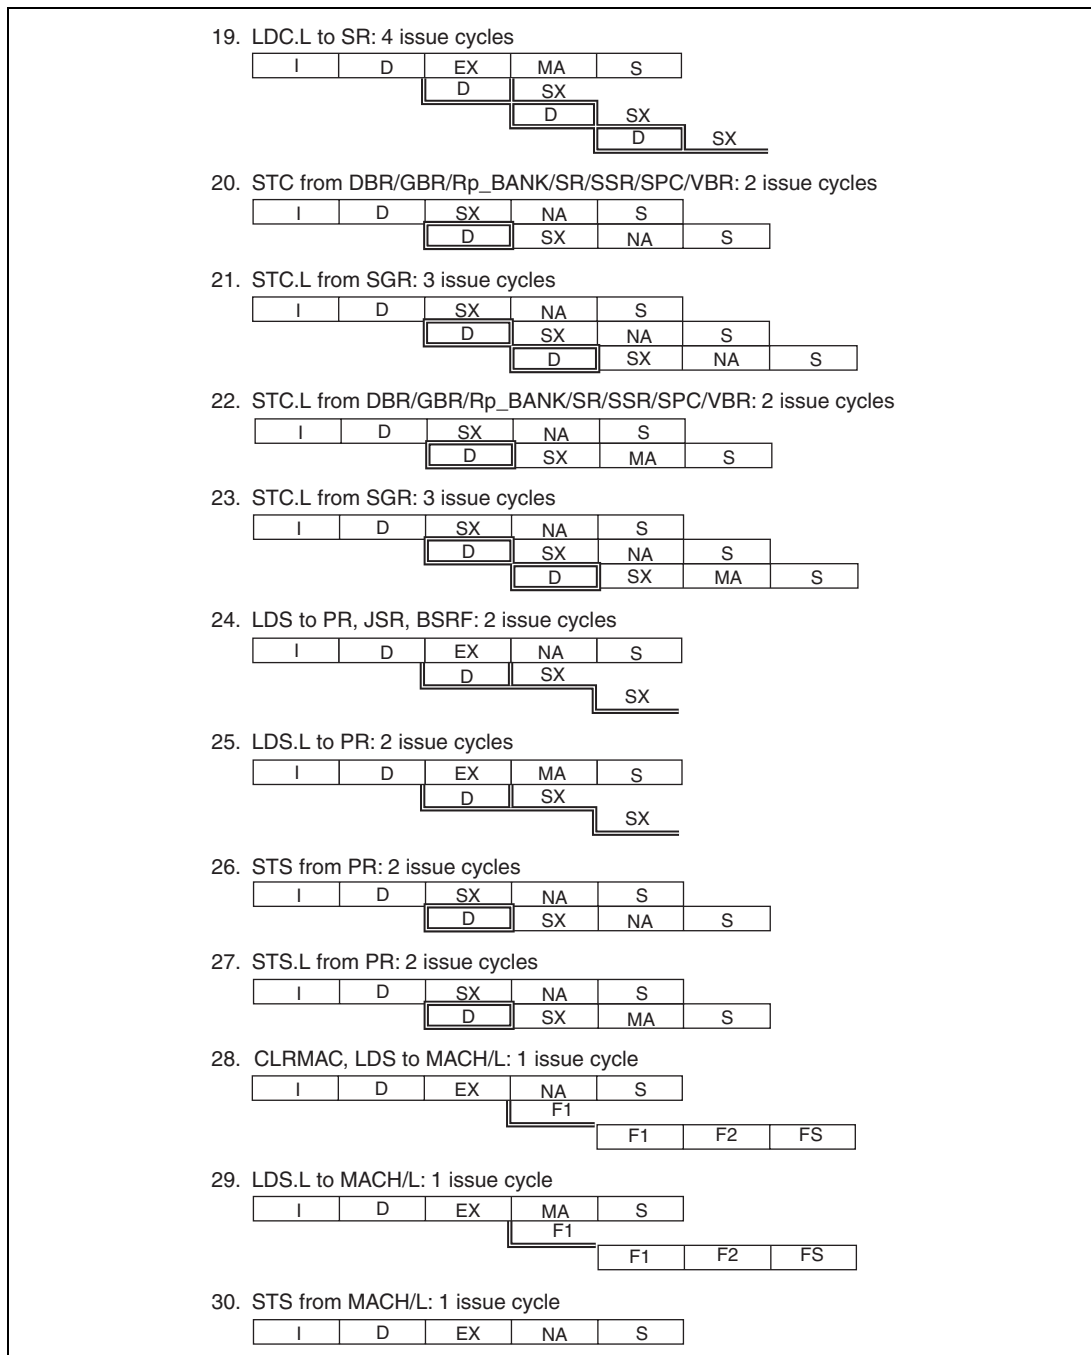 19. LDC.L to SR: 4 issue cycles
I D EX MA S
D SX
D SX
D SX
20. STC from DBR/GBR/Rp_BANK/SR/SSR/SPC/VBR: 2 issue cycles
I D SX NA S
D SX NA S
21. STC.L from SGR: 3 issue cycles
I D SX NA S
D SX NA S
D SX NA S
22. STC.L from DBR/GBR/Rp_BANK/SR/SSR/SPC/VBR: 2 issue cycles
I D SX NA S
D SX MA S
23. STC.L from SGR: 3 issue cycles
I D SX NA S
D SX NA S
D SX MA S
24. LDS to PR, JSR, BSRF: 2 issue cycles
I D EX NA S
D SX
SX
25. LDS.L to PR: 2 issue cycles
I D EX MA S
D SX
SX
26. STS from PR: 2 issue cycles
I D SX NA S
D SX NA S
27. STS.L from PR: 2 issue cycles
I D SX NA S
D SX MA S
28. CLRMAC, LDS to MACH/L: 1 issue cycle
I D EX NA S
F1
F1 F2 FS
29. LDS.L to MACH/L: 1 issue cycle
I D EX MA S
F1
F1 F2 FS
30. STS from MACH/L: 1 issue cycle
I D EX NA S